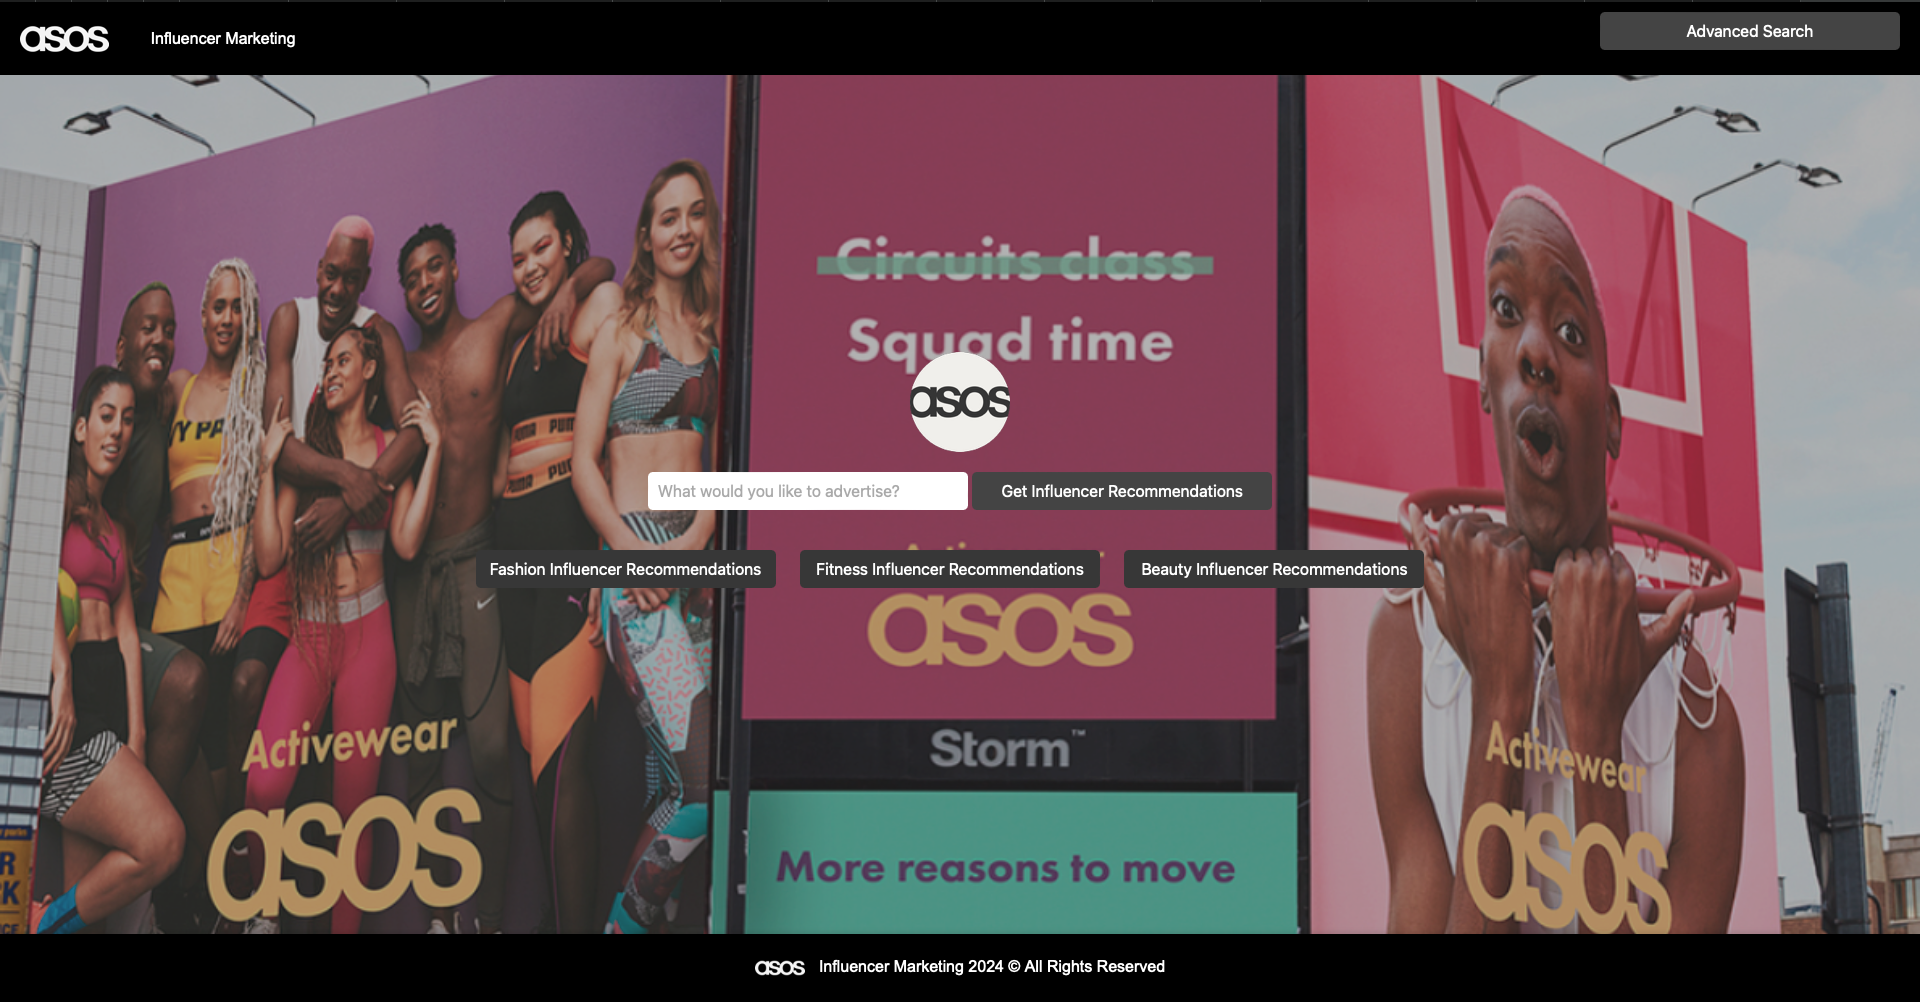 asos
Influencer Marketing
Advanced Search
Circuits class
Squad time
asos
What would you like to advertise?
Get Influencer Recommendations
Fashion Influencer Recommendations
Fitness Influencer Recommendations
Beauty Influencer Recommendations
PUMA
PUMA
asos
Storm™
Activewear
asos
Activewear
asos
More reasons to move
asos Influencer Marketing 2024 © All Rights Reserved